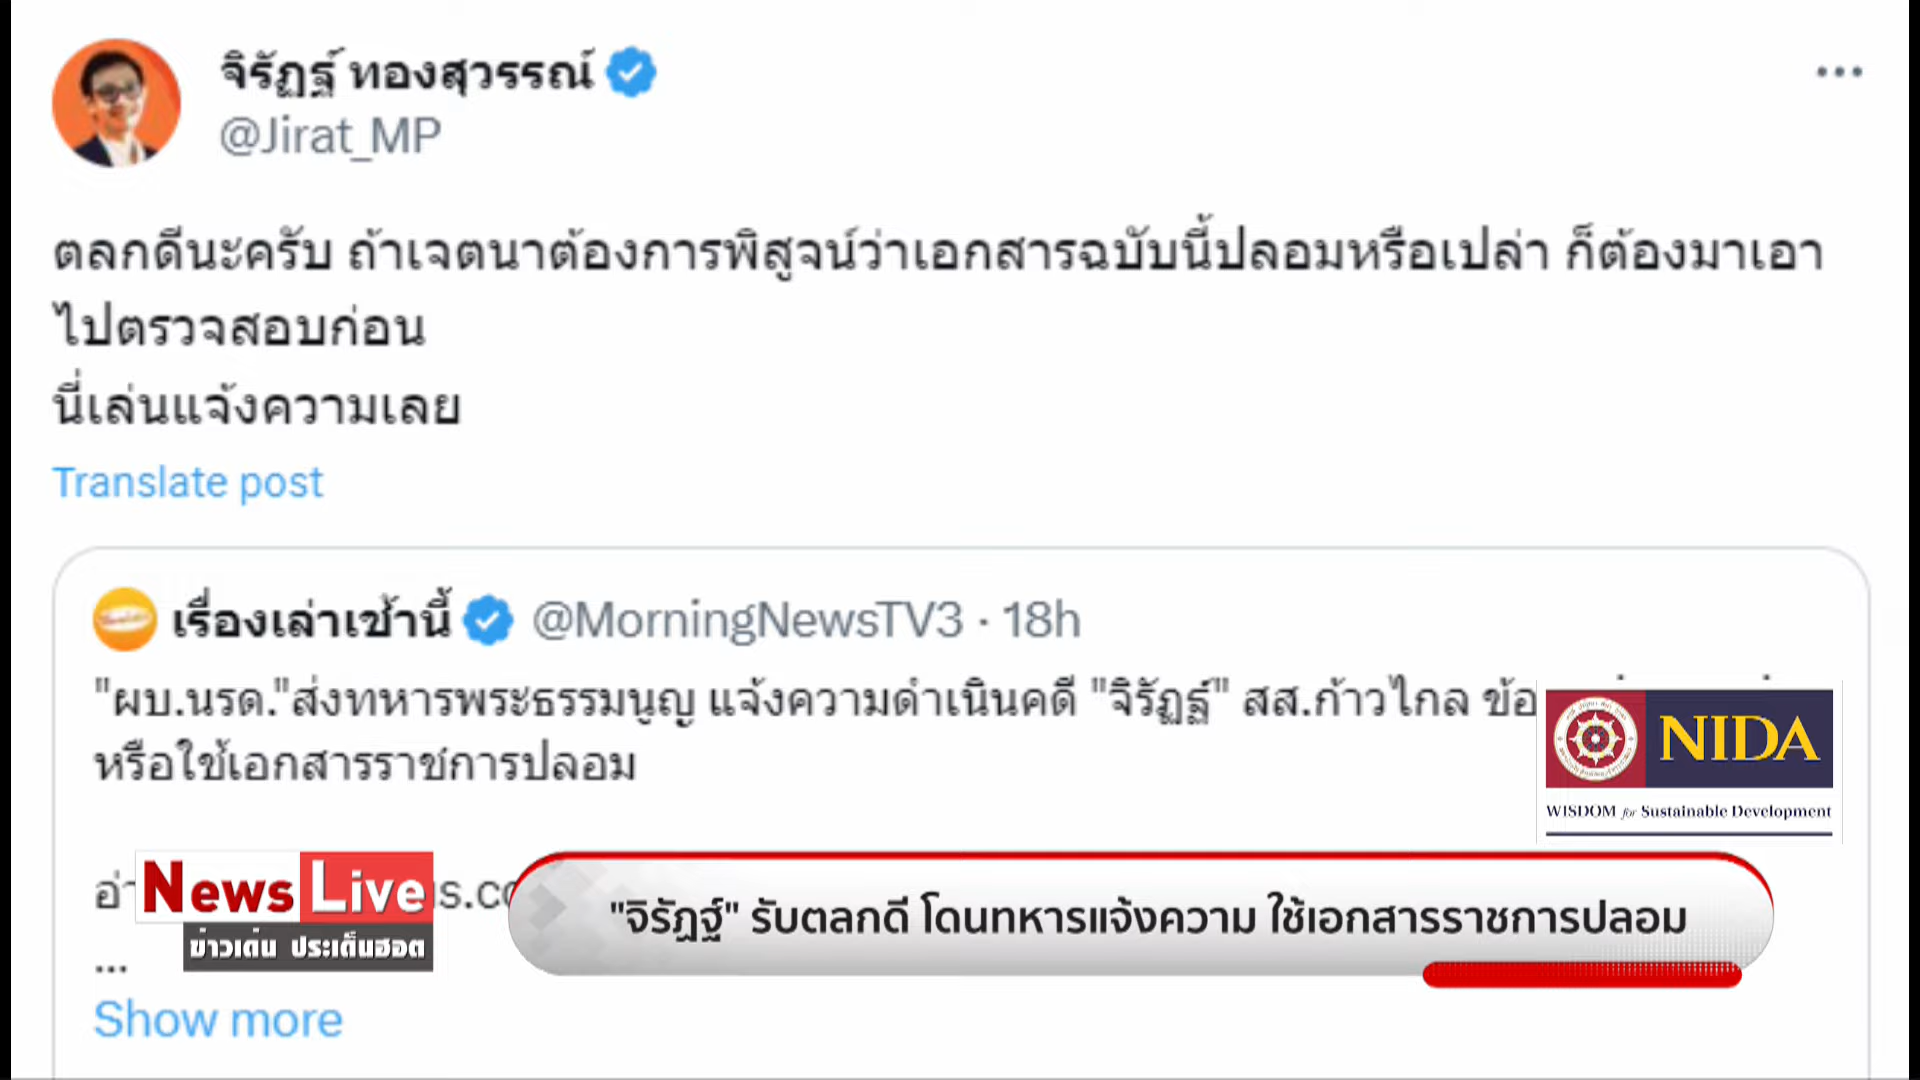 จิรัฏฐ์ ทองสุวรรณ์
@Jirat_MP
ตลกดีนะครับ ถ้าเจตนาต้องการพิสูจน์ว่าเอกสารฉบับนี้ปลอมหรือเปล่า ก็ต้องมาเอา
ไปตรวจสอบก่อน
นี่เล่นแจ้งความเลย
Translate post
เรื่องเล่าเช้านี้ @MorningNewsTV3 · 18h
"ผบ.นรด."ส่งทหารพระธรรมนูญ แจ้งความดำเนินคดี "จิรัฏฐ์" สส.ก้าวไกล
หรือใช้เอกสารราชการปลอม
NIDA
WISDOM for Sustainable Development
News Live
ข่าวเด่น ประเด็นฮอต
"จิรัฏฐ์" รับตลกดี โดนทหารแจ้งความ ใช้เอกสารราชการปลอม
...
Show more